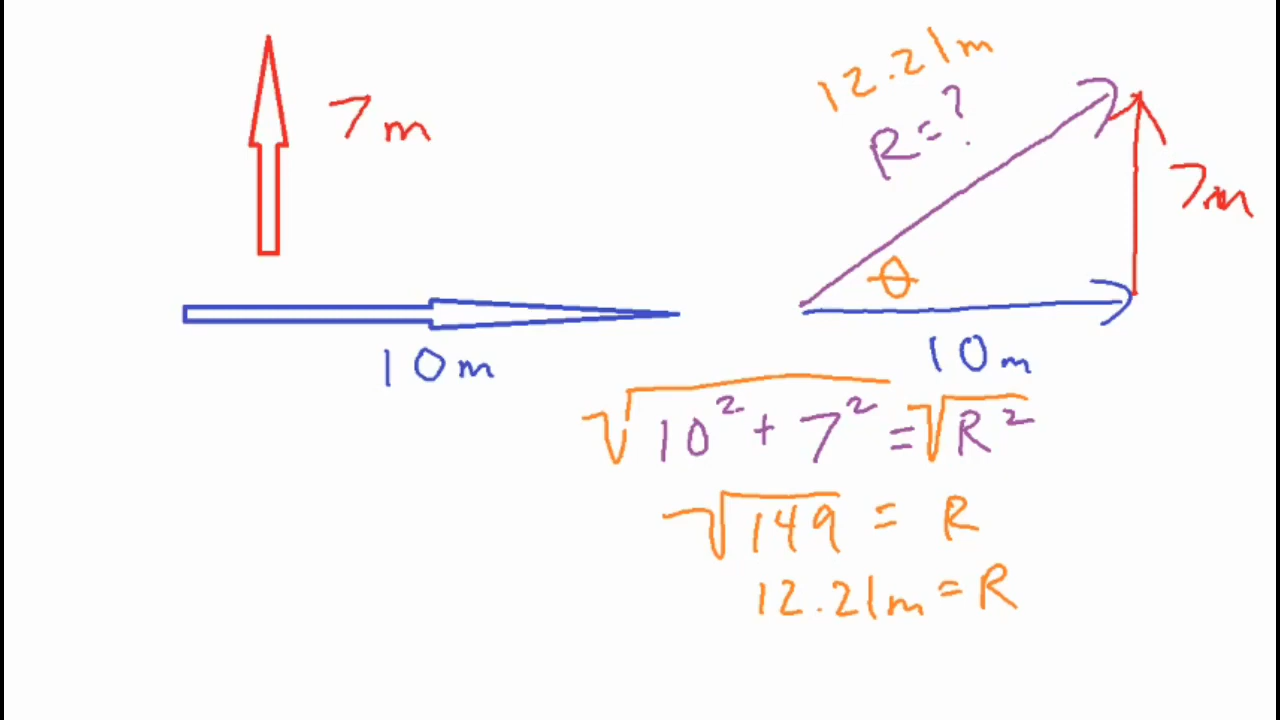 7m
10m
12.21m
R=?
7m
θ
10m
√10² + 7² = √R²
√149 = R
12.21m = R